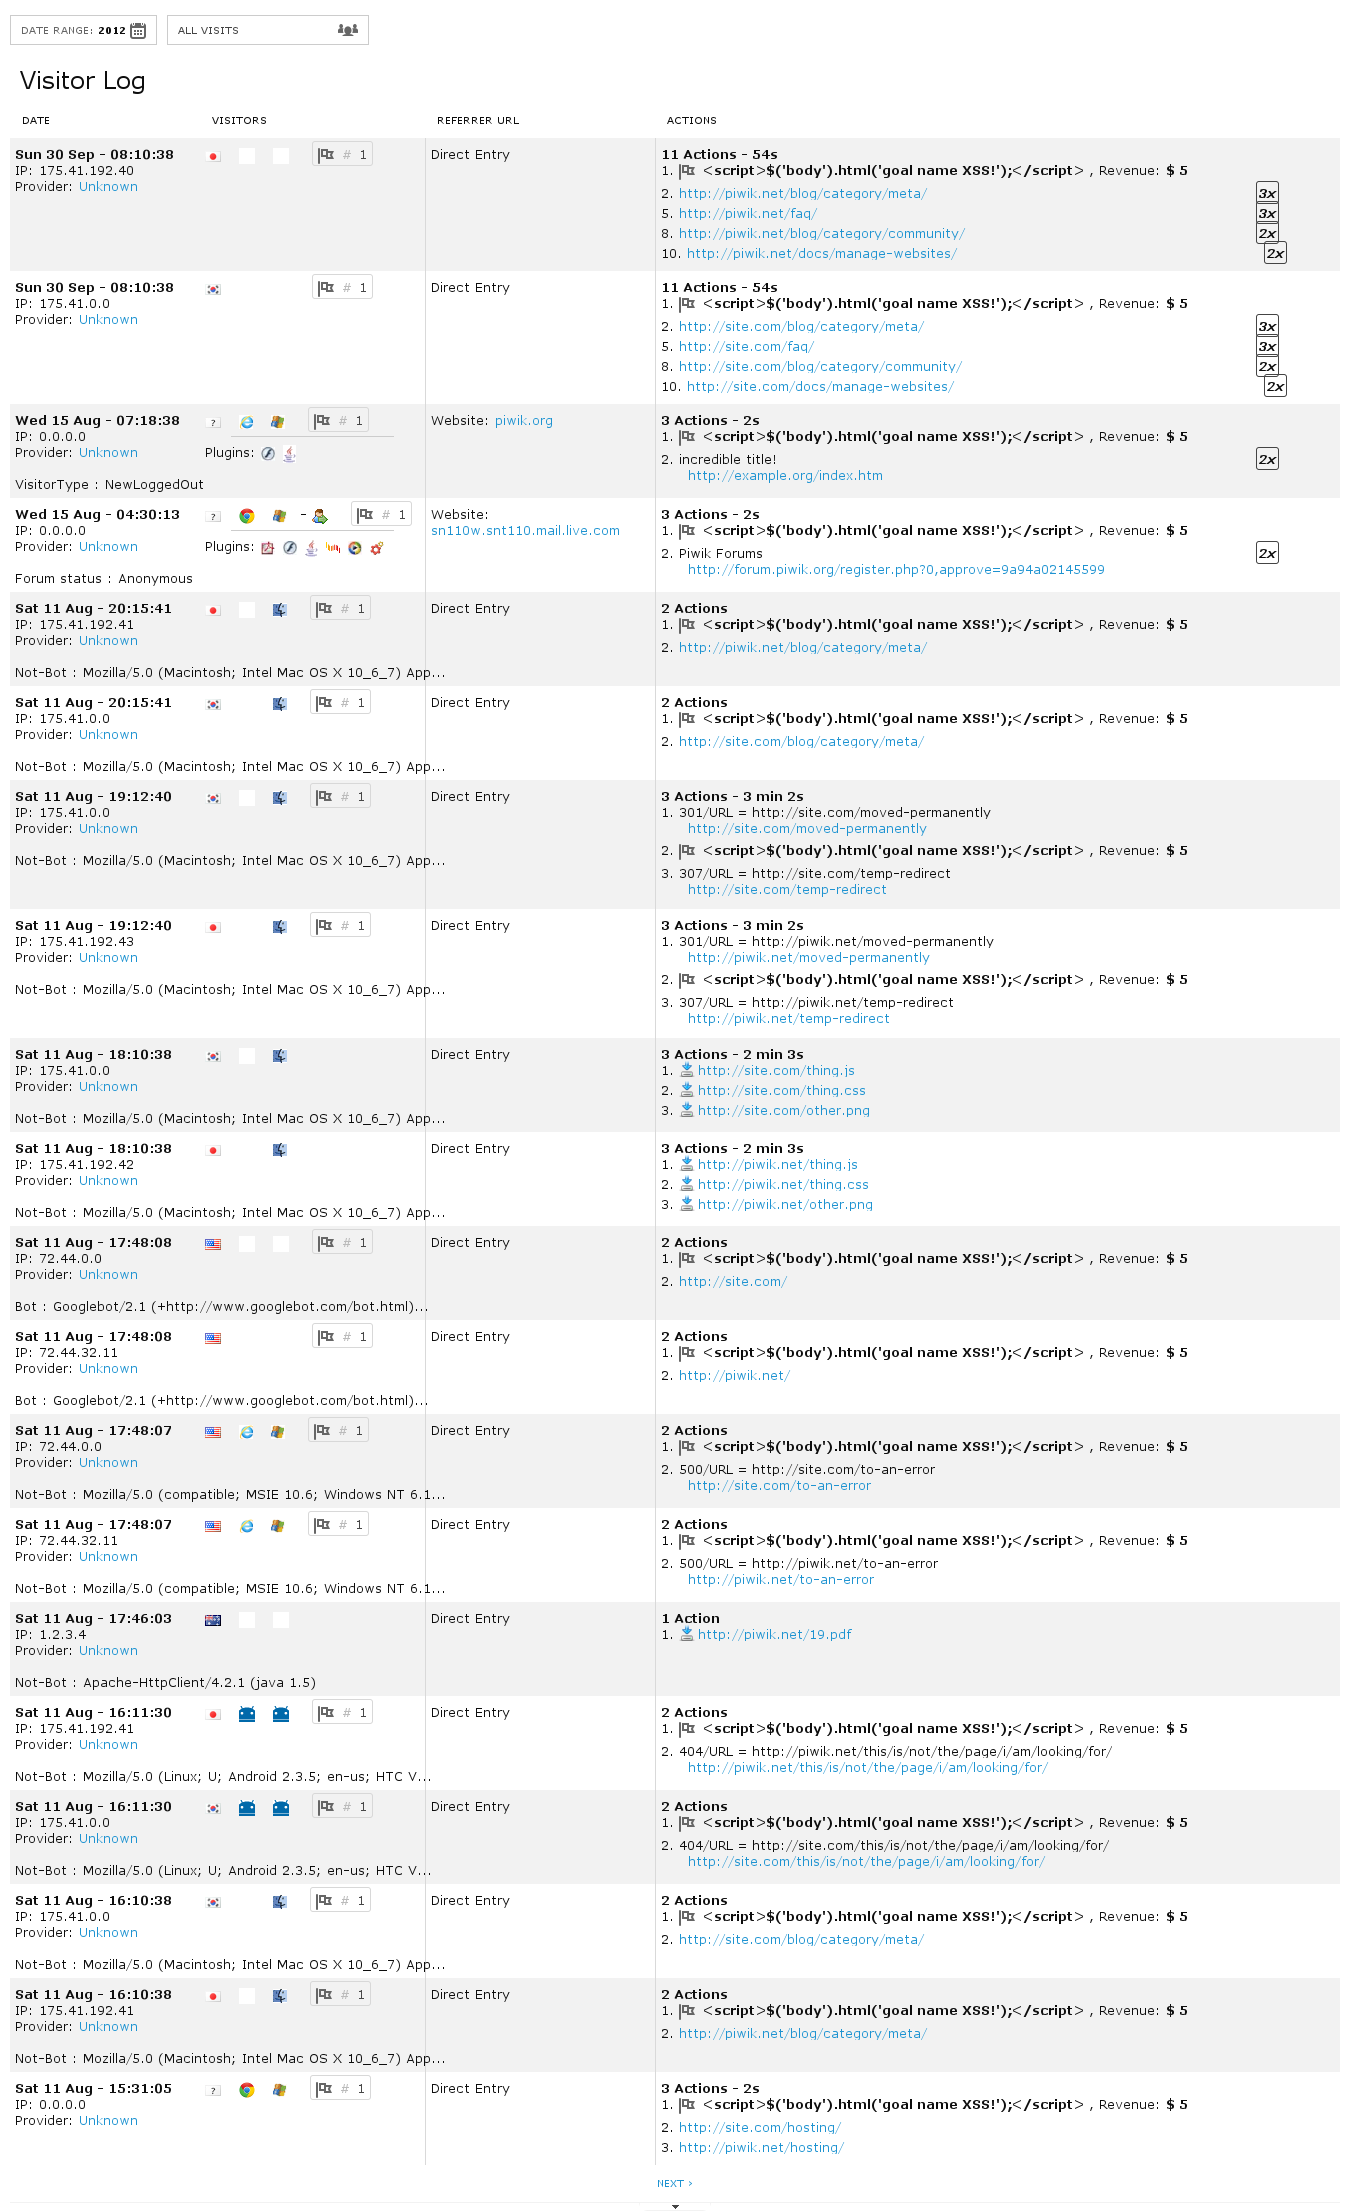 DATE RANGE: 2012
ALL VISITS
Visitor Log
DATE VISITORS REFERRER URL ACTIONS
Sun 30 Sep - 08:10:38 # 1 Direct Entry 11 Actions - 54s
IP: 175.41.192.40 1. <script>$('body').html('goal name XSS!');</script> , Revenue: $ 5
Provider: Unknown
2. http://piwik.net/blog/category/meta/ 3x
5. http://piwik.net/faq/ 3x
8. http://piwik.net/blog/category/community/ 2x
10. http://piwik.net/docs/manage-websites/ 2x
Sun 30 Sep - 08:10:38 # 1 Direct Entry 11 Actions - 54s
IP: 175.41.0.0 1. <script>$('body').html('goal name XSS!');</script> , Revenue: $ 5
Provider: Unknown
2. http://site.com/blog/category/meta/ 3x
5. http://site.com/faq/ 3x
8. http://site.com/blog/category/community/ 2x
10. http://site.com/docs/manage-websites/ 2x
Wed 15 Aug - 07:18:38 ? # 1 Website: piwik.org 3 Actions - 2s
IP: 0.0.0.0 1. <script>$('body').html('goal name XSS!');</script> , Revenue: $ 5
Provider: Unknown Plugins: 2. incredible title! 2x
http://example.org/index.htm
VisitorType : NewLoggedOut
Wed 15 Aug - 04:30:13 ? - # 1 Website: 3 Actions - 2s
IP: 0.0.0.0 sn110w.snt110.mail.live.com 1. <script>$('body').html('goal name XSS!');</script> , Revenue: $ 5
Provider: Unknown Plugins: 2. Piwik Forums 2x
http://forum.piwik.org/register.php?0,approve=9a94a02145599
Forum status : Anonymous
Sat 11 Aug - 20:15:41 # 1 Direct Entry 2 Actions
IP: 175.41.192.41 1. <script>$('body').html('goal name XSS!');</script> , Revenue: $ 5
Provider: Unknown 2. http://piwik.net/blog/category/meta/
Not-Bot : Mozilla/5.0 (Macintosh; Intel Mac OS X 10_6_7) App...
Sat 11 Aug - 20:15:41 # 1 Direct Entry 2 Actions
IP: 175.41.0.0 1. <script>$('body').html('goal name XSS!');</script> , Revenue: $ 5
Provider: Unknown 2. http://site.com/blog/category/meta/
Not-Bot : Mozilla/5.0 (Macintosh; Intel Mac OS X 10_6_7) App...
Sat 11 Aug - 19:12:40 # 1 Direct Entry 3 Actions - 3 min 2s
IP: 175.41.0.0 1. 301/URL = http://site.com/moved-permanently
Provider: Unknown http://site.com/moved-permanently
2. <script>$('body').html('goal name XSS!');</script> , Revenue: $ 5
Not-Bot : Mozilla/5.0 (Macintosh; Intel Mac OS X 10_6_7) App...
3. 307/URL = http://site.com/temp-redirect
http://site.com/temp-redirect
Sat 11 Aug - 19:12:40 # 1 Direct Entry 3 Actions - 3 min 2s
IP: 175.41.192.43 1. 301/URL = http://piwik.net/moved-permanently
Provider: Unknown http://piwik.net/moved-permanently
2. <script>$('body').html('goal name XSS!');</script> , Revenue: $ 5
Not-Bot : Mozilla/5.0 (Macintosh; Intel Mac OS X 10_6_7) App...
3. 307/URL = http://piwik.net/temp-redirect
http://piwik.net/temp-redirect
Sat 11 Aug - 18:10:38 Direct Entry 3 Actions - 2 min 3s
IP: 175.41.0.0 1. http://site.com/thing.js
Provider: Unknown 2. http://site.com/thing.css
3. http://site.com/other.png
Not-Bot : Mozilla/5.0 (Macintosh; Intel Mac OS X 10_6_7) App...
Sat 11 Aug - 18:10:38 Direct Entry 3 Actions - 2 min 3s
IP: 175.41.192.42 1. http://piwik.net/thing.js
Provider: Unknown 2. http://piwik.net/thing.css
3. http://piwik.net/other.png
Not-Bot : Mozilla/5.0 (Macintosh; Intel Mac OS X 10_6_7) App...
Sat 11 Aug - 17:48:08 # 1 Direct Entry 2 Actions
IP: 72.44.0.0 1. <script>$('body').html('goal name XSS!');</script> , Revenue: $ 5
Provider: Unknown 2. http://site.com/
Bot : Googlebot/2.1 (+http://www.googlebot.com/bot.html)...
Sat 11 Aug - 17:48:08 # 1 Direct Entry 2 Actions
IP: 72.44.32.11 1. <script>$('body').html('goal name XSS!');</script> , Revenue: $ 5
Provider: Unknown 2. http://piwik.net/
Bot : Googlebot/2.1 (+http://www.googlebot.com/bot.html)...
Sat 11 Aug - 17:48:07 # 1 Direct Entry 2 Actions
IP: 72.44.0.0 1. <script>$('body').html('goal name XSS!');</script> , Revenue: $ 5
Provider: Unknown 2. 500/URL = http://site.com/to-an-error
http://site.com/to-an-error
Not-Bot : Mozilla/5.0 (compatible; MSIE 10.6; Windows NT 6.1...
Sat 11 Aug - 17:48:07 # 1 Direct Entry 2 Actions
IP: 72.44.32.11 1. <script>$('body').html('goal name XSS!');</script> , Revenue: $ 5
Provider: Unknown 2. 500/URL = http://piwik.net/to-an-error
http://piwik.net/to-an-error
Not-Bot : Mozilla/5.0 (compatible; MSIE 10.6; Windows NT 6.1...
Sat 11 Aug - 17:46:03 Direct Entry 1 Action
IP: 1.2.3.4 1. http://piwik.net/19.pdf
Provider: Unknown
Not-Bot : Apache-HttpClient/4.2.1 (java 1.5)
Sat 11 Aug - 16:11:30 # 1 Direct Entry 2 Actions
IP: 175.41.192.41 1. <script>$('body').html('goal name XSS!');</script> , Revenue: $ 5
Provider: Unknown 2. 404/URL = http://piwik.net/this/is/not/the/page/i/am/looking/for/
http://piwik.net/this/is/not/the/page/i/am/looking/for/
Not-Bot : Mozilla/5.0 (Linux; U; Android 2.3.5; en-us; HTC V...
Sat 11 Aug - 16:11:30 # 1 Direct Entry 2 Actions
IP: 175.41.0.0 1. <script>$('body').html('goal name XSS!');</script> , Revenue: $ 5
Provider: Unknown 2. 404/URL = http://site.com/this/is/not/the/page/i/am/looking/for/
http://site.com/this/is/not/the/page/i/am/looking/for/
Not-Bot : Mozilla/5.0 (Linux; U; Android 2.3.5; en-us; HTC V...
Sat 11 Aug - 16:10:38 # 1 Direct Entry 2 Actions
IP: 175.41.0.0 1. <script>$('body').html('goal name XSS!');</script> , Revenue: $ 5
Provider: Unknown 2. http://site.com/blog/category/meta/
Not-Bot : Mozilla/5.0 (Macintosh; Intel Mac OS X 10_6_7) App...
Sat 11 Aug - 16:10:38 # 1 Direct Entry 2 Actions
IP: 175.41.192.41 1. <script>$('body').html('goal name XSS!');</script> , Revenue: $ 5
Provider: Unknown 2. http://piwik.net/blog/category/meta/
Not-Bot : Mozilla/5.0 (Macintosh; Intel Mac OS X 10_6_7) App...
Sat 11 Aug - 15:31:05 ? # 1 Direct Entry 3 Actions - 2s
IP: 0.0.0.0 1. <script>$('body').html('goal name XSS!');</script> , Revenue: $ 5
Provider: Unknown 2. http://site.com/hosting/
3. http://piwik.net/hosting/
NEXT ›